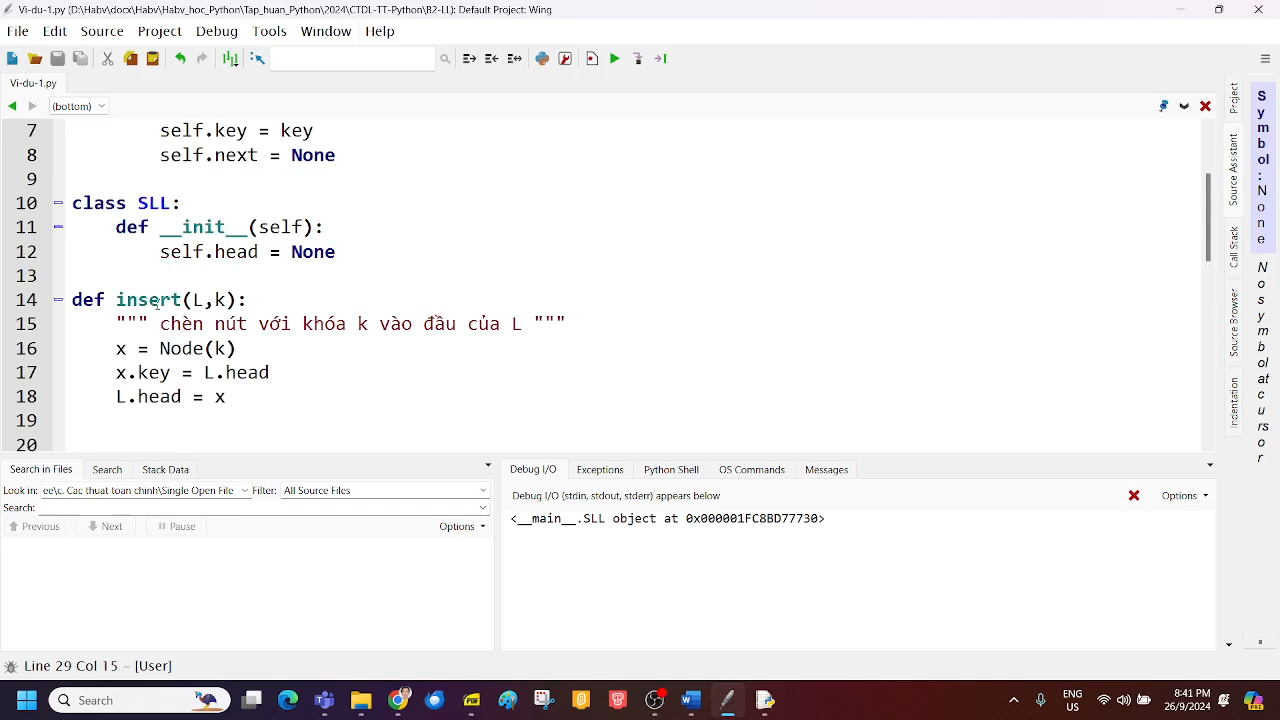 Vi-du-1.py (D:\Habv\docx\Habv\Habv_hoc_Python\Tap_huan_Python\2024\CTDL-TT-Python\B2-LL): Default Project: Wing
File Edit Source Project Debug Tools Window Help
Vi-du-1.py
(bottom)
7 self.key = key
8 self.next = None
9
10 class SLL:
11 def __init__(self):
12 self.head = None
13
14 def insert(L,k):
15 """ chèn nút với khóa k vào đầu của L """
16 x = Node(k)
17 x.key = L.head
18 L.head = x
19
20
Project
Source Assistant
Call Stack
Source Browser
Indentation
Symbol: None
No symbol at cursor
Search in Files Search Stack Data
Look in: ee\c. Cac thuat toan chinh\Single Open File Filter: All Source Files
Search:
Previous Next Pause Options
Debug I/O Exceptions Python Shell OS Commands Messages
Debug I/O (stdin, stdout, stderr) appears below Options
<__main__.SLL object at 0x000001FC8BD77730>
Line 29 Col 15 – [User]
Search
ENG
US
8:41 PM
26/9/2024